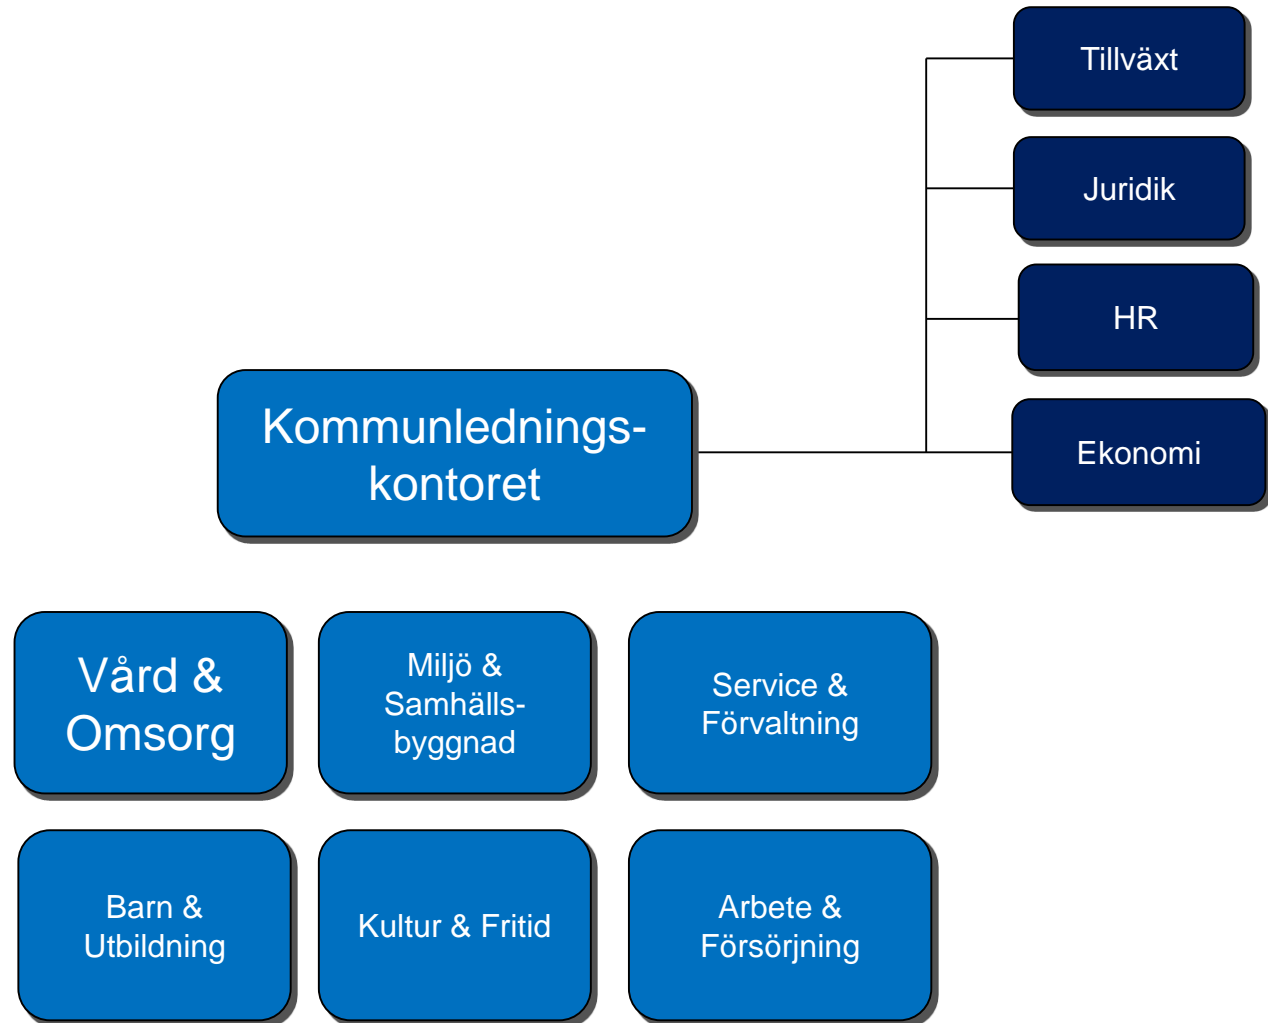 Tillväxt
Juridik
HR
Kommunlednings-
kontoret
Ekonomi
Vård &
Omsorg
Miljö &
Samhälls-
byggnad
Service &
Förvaltning
Barn &
Utbildning
Kultur & Fritid
Arbete &
Försörjning